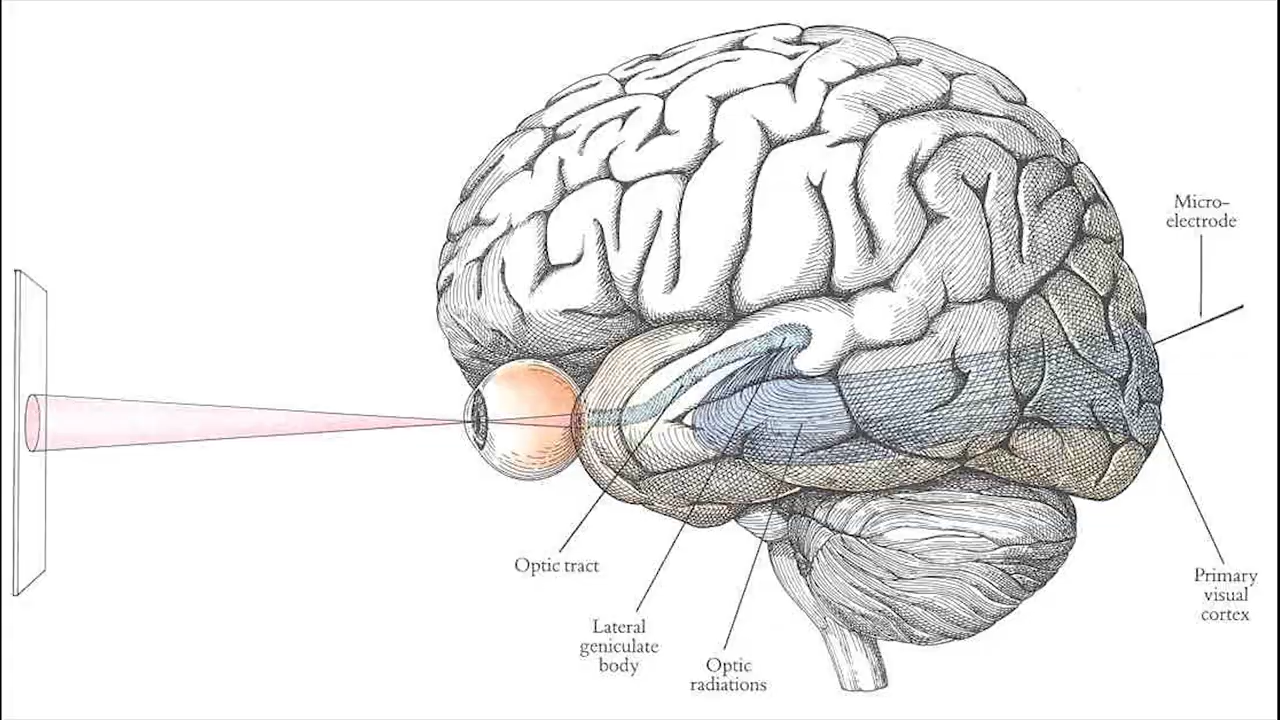 Micro-
electrode
Optic tract
Lateral
geniculate
body
Optic
radiations
Primary
visual
cortex